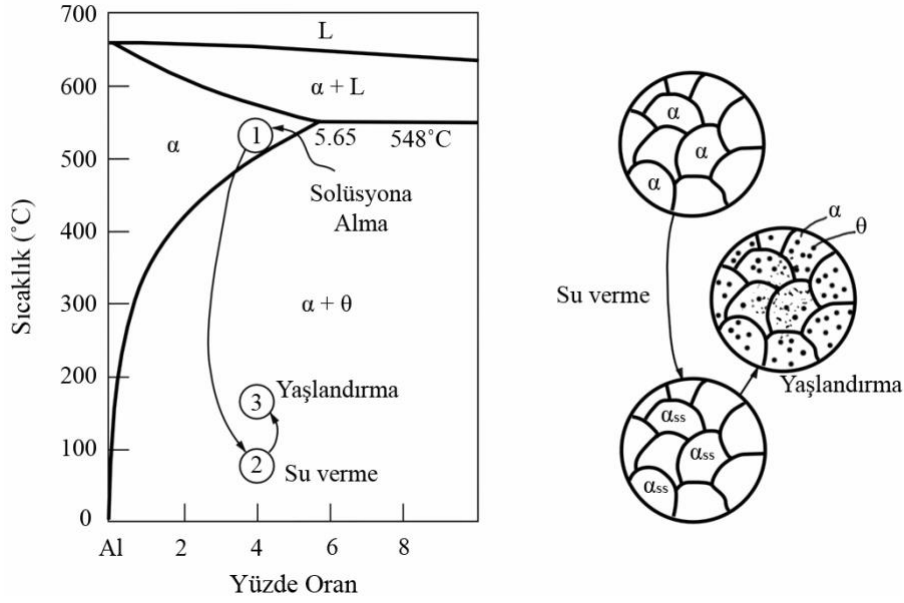 700
600
500
400
300
200
100
0
Sıcaklık (°C)
L
α + L
α
1
5.65
548°C
Solüsyona
Alma
α + θ
3
Yaşlandırma
2
Su verme
Al
2
4
6
8
Yüzde Oran
α
α
α
Su verme
α
θ
Yaşlandırma
αss
αss
αss